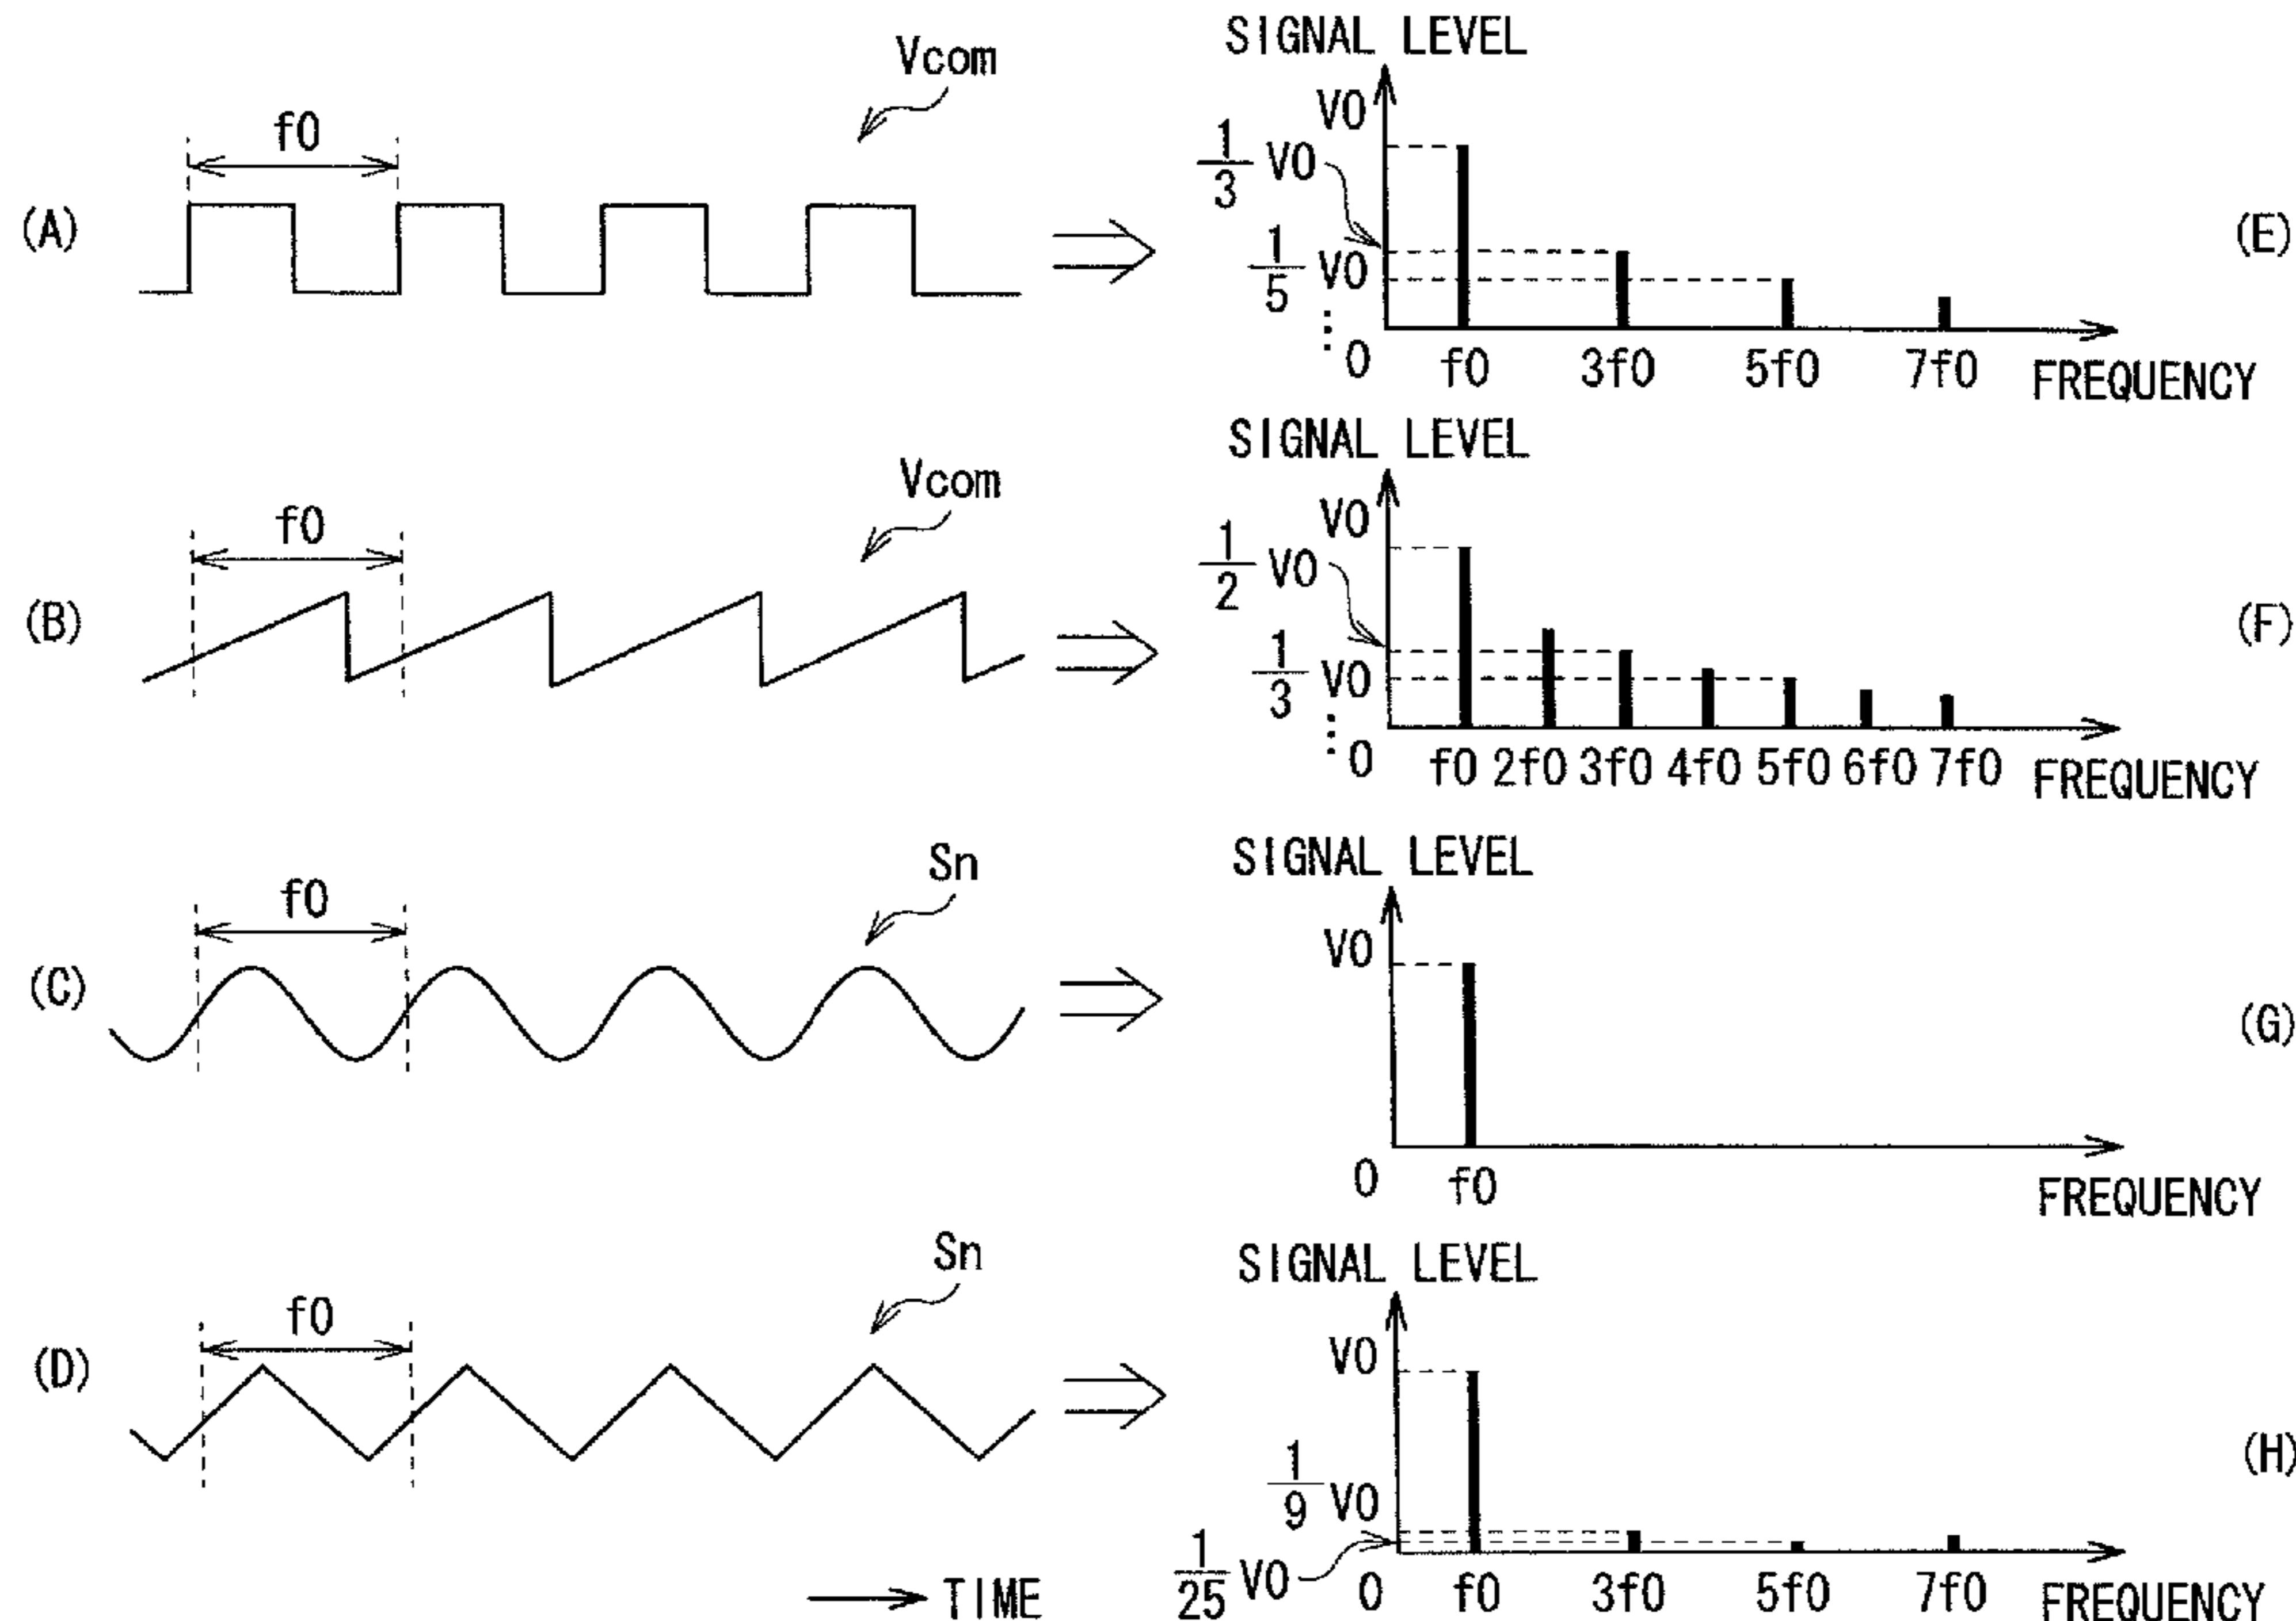 (A)
f0
Vcom
SIGNAL LEVEL
V0
1/3 V0
1/5 V0
⋮
0
f0 3f0 5f0 7f0 FREQUENCY
(E)
(B)
f0
Vcom
SIGNAL LEVEL
V0
1/2 V0
1/3 V0
⋮
0
f0 2f0 3f0 4f0 5f0 6f0 7f0 FREQUENCY
(F)
(C)
f0
Sn
SIGNAL LEVEL
V0
0
f0 FREQUENCY
(G)
(D)
f0
Sn
SIGNAL LEVEL
V0
1/9 V0
1/25 V0
0
f0 3f0 5f0 7f0 FREQUENCY
(H)
TIME